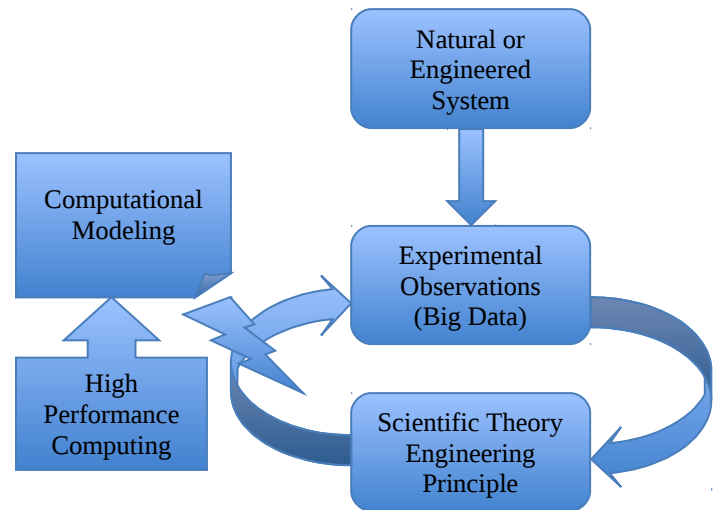 Natural or
Engineered
System
Computational
Modeling
Experimental
Observations
(Big Data)
High
Performance
Computing
Scientific Theory
Engineering
Principle